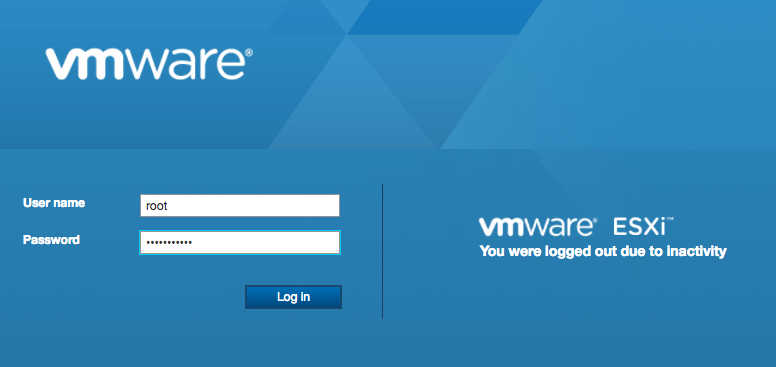 vmware®
User name
root
Password
•••••••••••
Log in
vmware® ESXi™
You were logged out due to inactivity